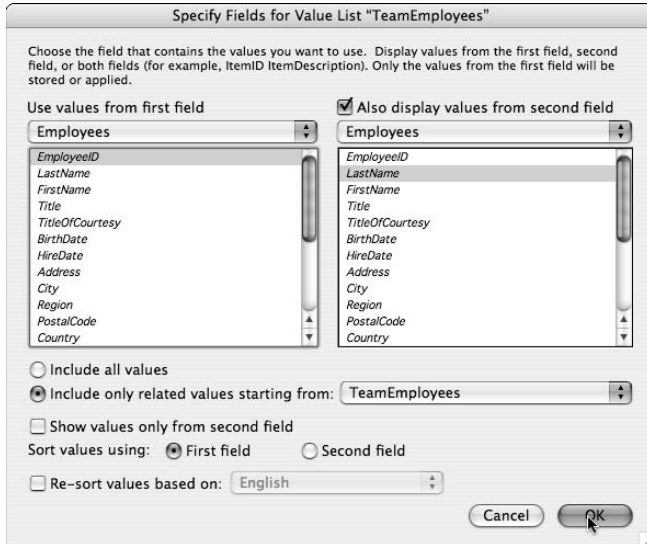 Specify Fields for Value List “TeamEmployees”
Choose the field that contains the values you want to use. Display values from the first field, second
field, or both fields (for example, ItemID ItemDescription). Only the values from the first field will be
stored or applied.
Use values from first field
Employees
EmployeeID
LastName
FirstName
Title
TitleOfCourtesy
BirthDate
HireDate
Address
City
Region
PostalCode
Country
Also display values from second field
Employees
EmployeeID
LastName
FirstName
Title
TitleOfCourtesy
BirthDate
HireDate
Address
City
Region
PostalCode
Country
Include all values
Include only related values starting from: TeamEmployees
Show values only from second field
Sort values using: First field Second field
Re-sort values based on: English
Cancel OK